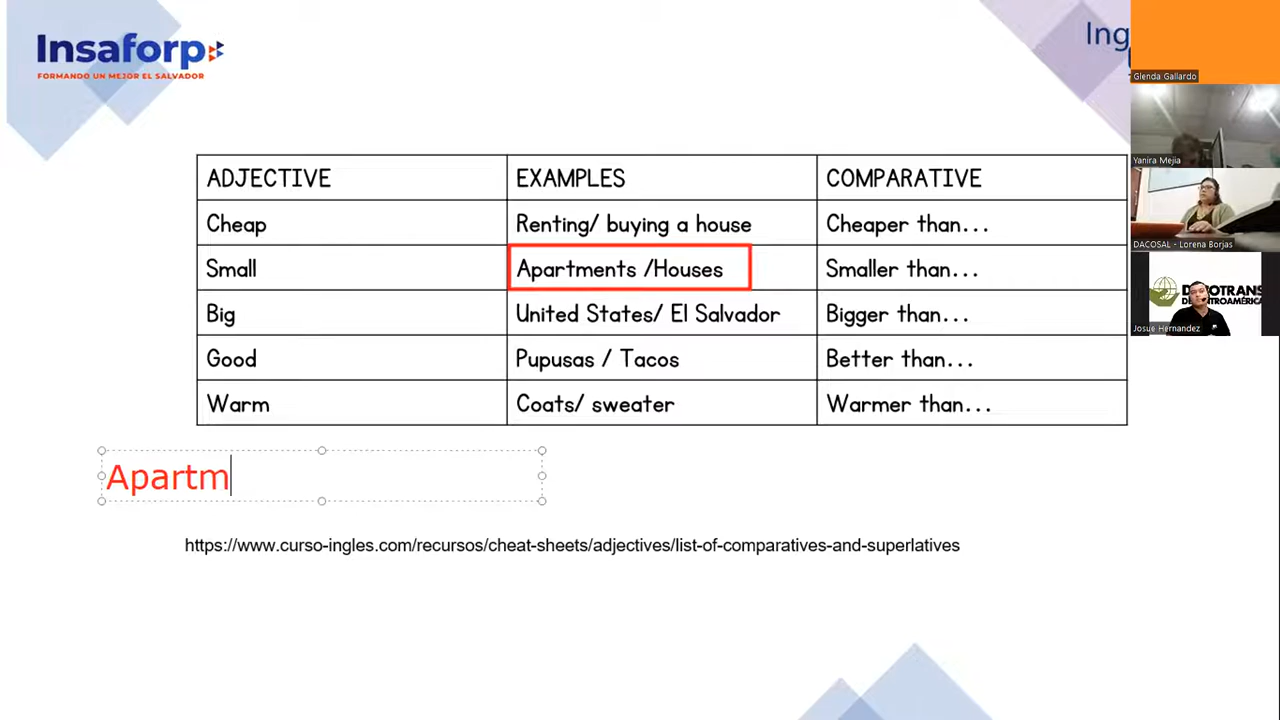 Insaforp
FORMANDO UN MEJOR EL SALVADOR
Ing
Glenda Gallardo
Yanira Mejia
DACOSAL - Lorena Borjas
Josue Hernandez
ADJECTIVE EXAMPLES COMPARATIVE
Cheap Renting/ buying a house Cheaper than...
Small Apartments /Houses Smaller than...
Big United States/ El Salvador Bigger than...
Good Pupusas / Tacos Better than...
Warm Coats/ sweater Warmer than...
Apartm
https://www.curso-ingles.com/recursos/cheat-sheets/adjectives/list-of-comparatives-and-superlatives